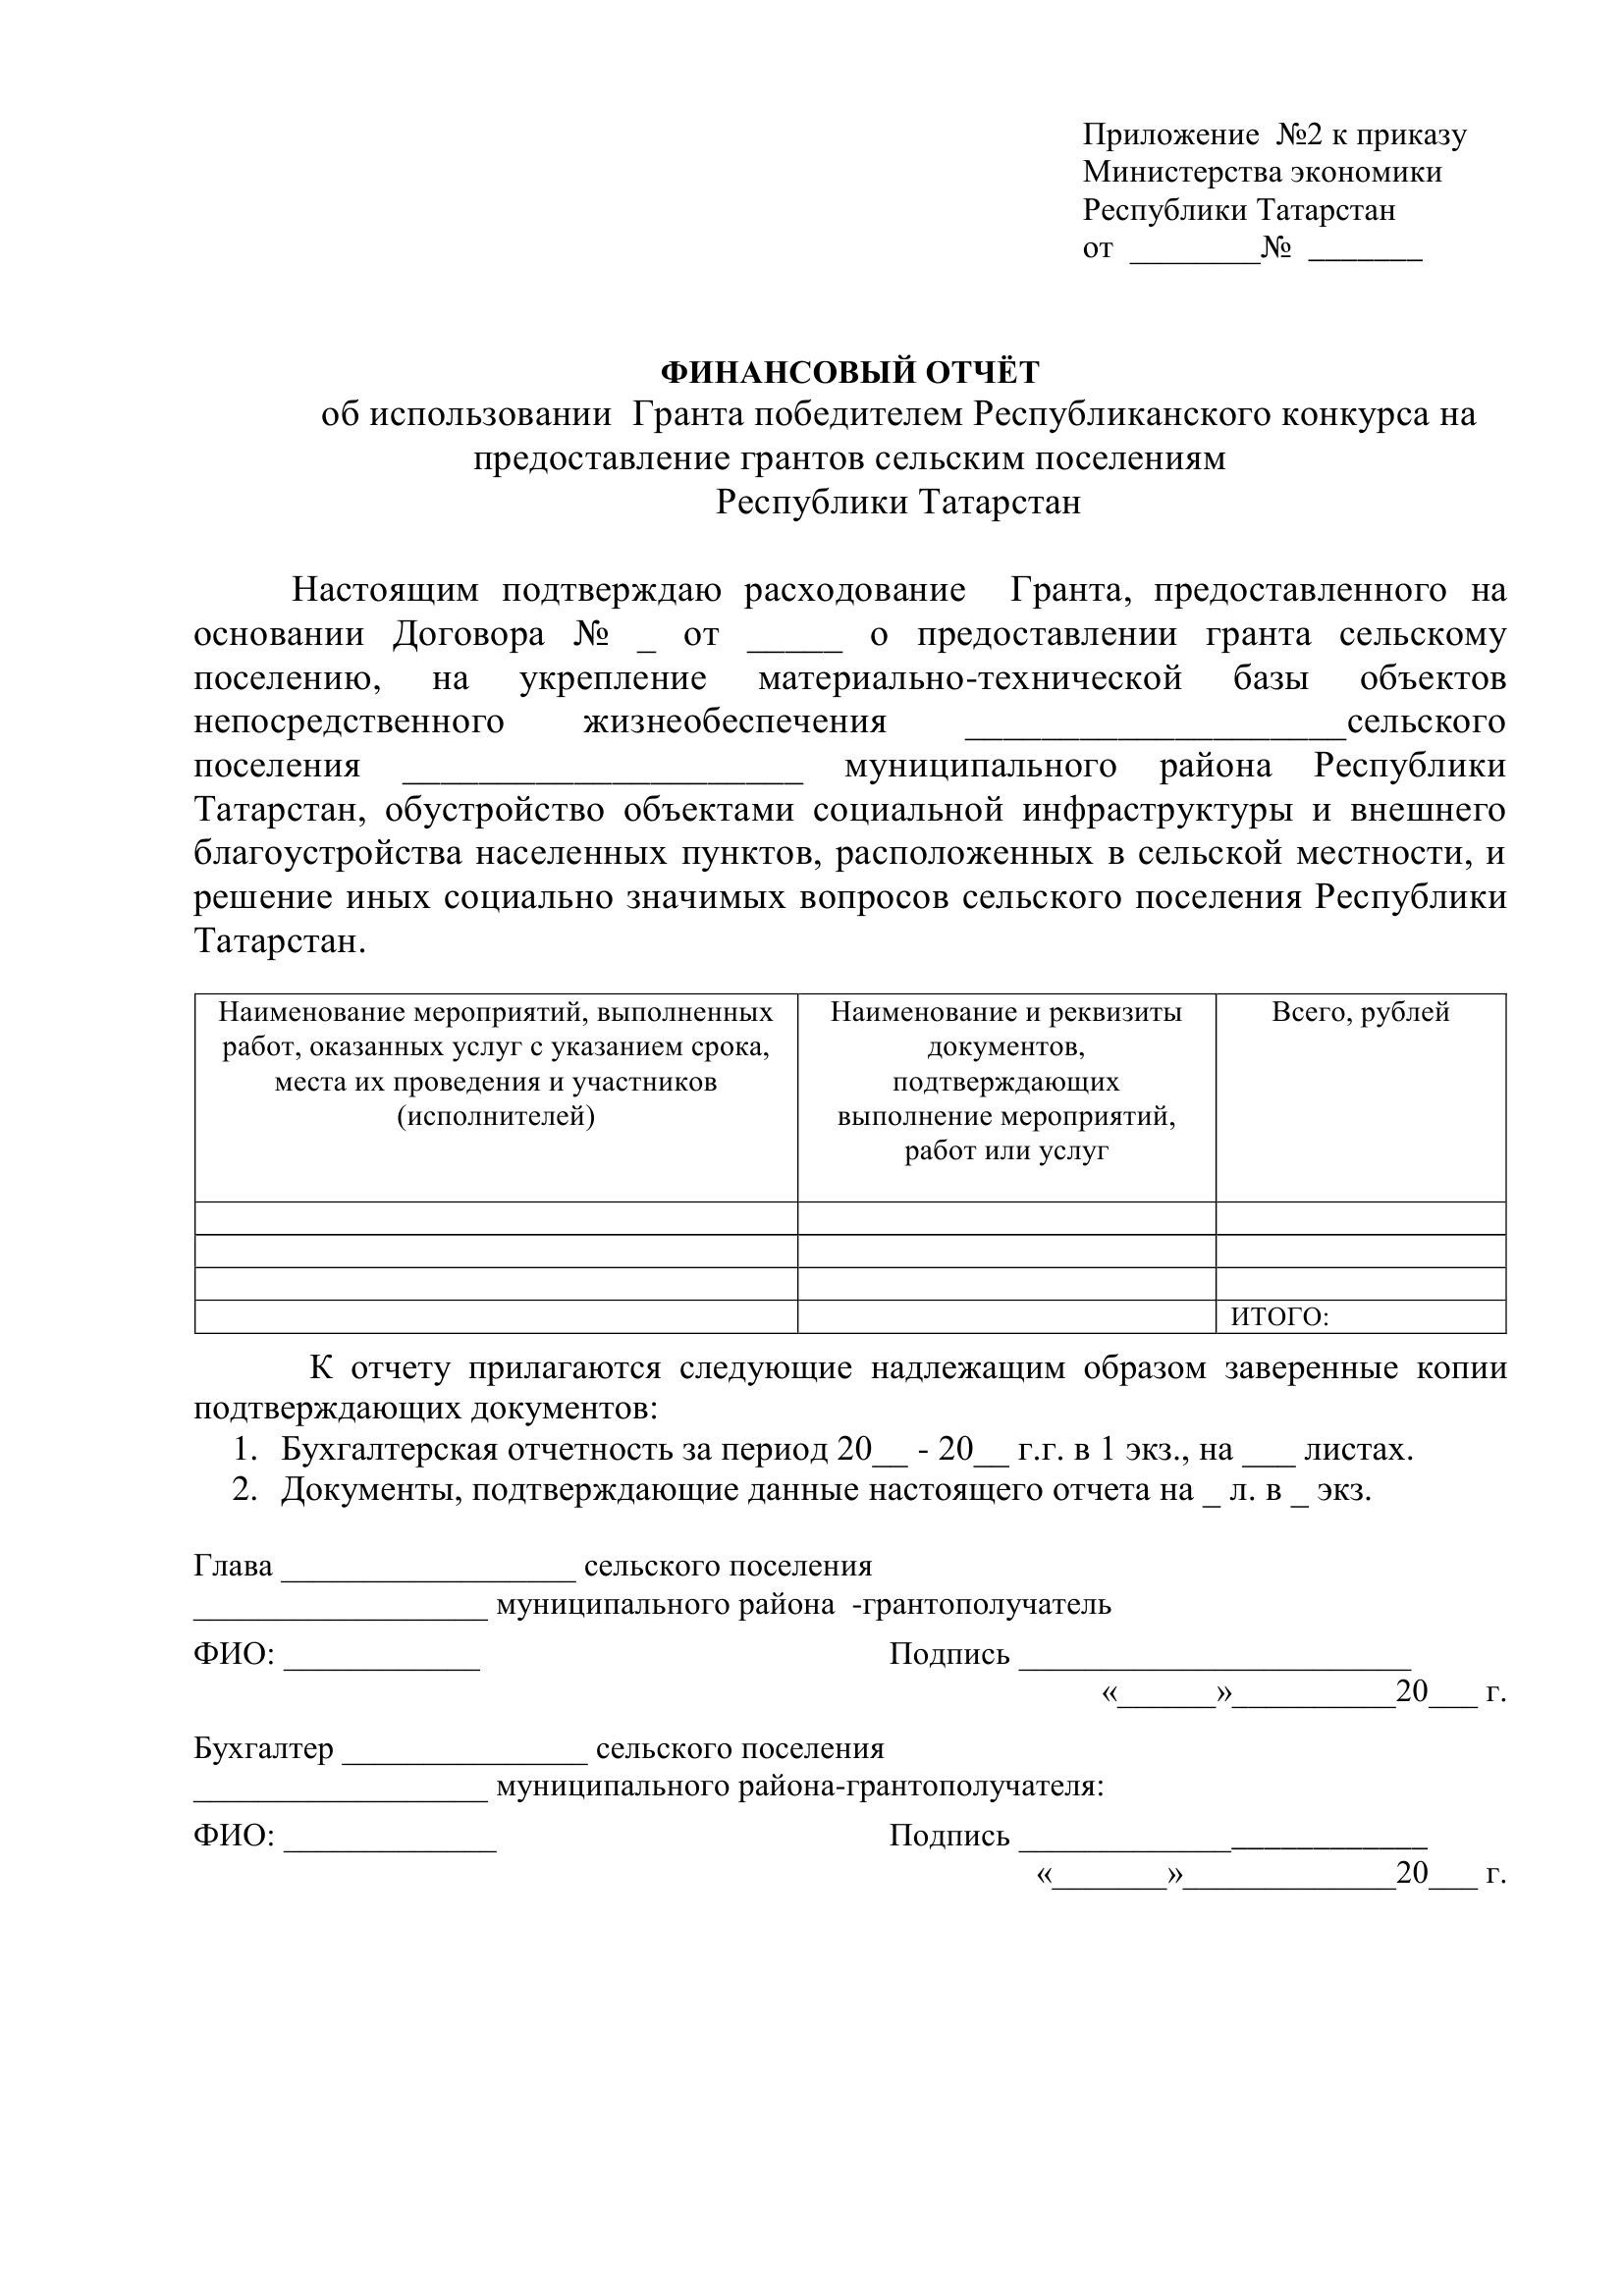 Приложение  №2 к приказу
Министерства экономики
Республики Татарстан
от  ________№  _______
ФИНАНСОВЫЙ ОТЧЁТ
об использовании  Гранта победителем Республиканского конкурса на
предоставление грантов сельским поселениям
Республики Татарстан
Настоящим подтверждаю расходование  Гранта, предоставленного на
основании Договора № _ от _____ о предоставлении гранта сельскому
поселению, на укрепление материально-технической базы объектов
непосредственного жизнеобеспечения ____________________сельского
поселения _____________________ муниципального района Республики
Татарстан, обустройство объектами социальной инфраструктуры и внешнего
благоустройства населенных пунктов, расположенных в сельской местности, и
решение иных социально значимых вопросов сельского поселения Республики
Татарстан.
Наименование мероприятий, выполненных
работ, оказанных услуг с указанием срока,
места их проведения и участников
(исполнителей)
Наименование и реквизиты
документов,
подтверждающих
выполнение мероприятий,
работ или услуг
Всего, рублей
ИТОГО:
К отчету прилагаются следующие надлежащим образом заверенные копии
подтверждающих документов:
1. Бухгалтерская отчетность за период 20__ - 20__ г.г. в 1 экз., на ___ листах.
2. Документы, подтверждающие данные настоящего отчета на _ л. в _ экз.
Глава __________________ сельского поселения
__________________ муниципального района  -грантополучатель
ФИО: ____________ Подпись ________________________
«______»__________20___ г.
Бухгалтер _______________ сельского поселения
__________________ муниципального района-грантополучателя:
ФИО: _____________ Подпись _________________________
«_______»_____________20___ г.